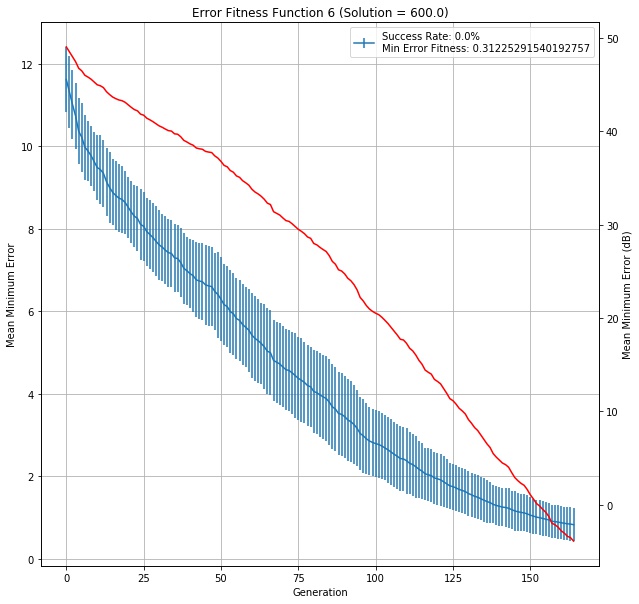 Error Fitness Function 6 (Solution = 600.0)
Success Rate: 0.0%
Min Error Fitness: 0.31225291540192757
Mean Minimum Error
12
10
8
6
4
2
0
50
40
30
20
10
0
Mean Minimum Error (dB)
0 25 50 75 100 125 150
Generation